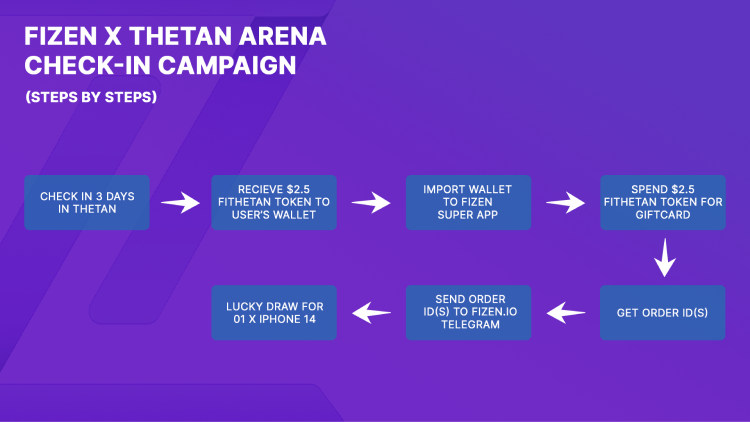 FIZEN X THETAN ARENA
CHECK-IN CAMPAIGN
(STEPS BY STEPS)
CHECK IN 3 DAYS
IN THETAN
RECIEVE $2.5
FITHETAN TOKEN TO
USER'S WALLET
IMPORT WALLET
TO FIZEN
SUPER APP
SPEND $2.5
FITHETAN TOKEN FOR
GIFTCARD
GET ORDER ID(S)
SEND ORDER
ID(S) TO FIZEN.IO
TELEGRAM
LUCKY DRAW FOR
01 X IPHONE 14